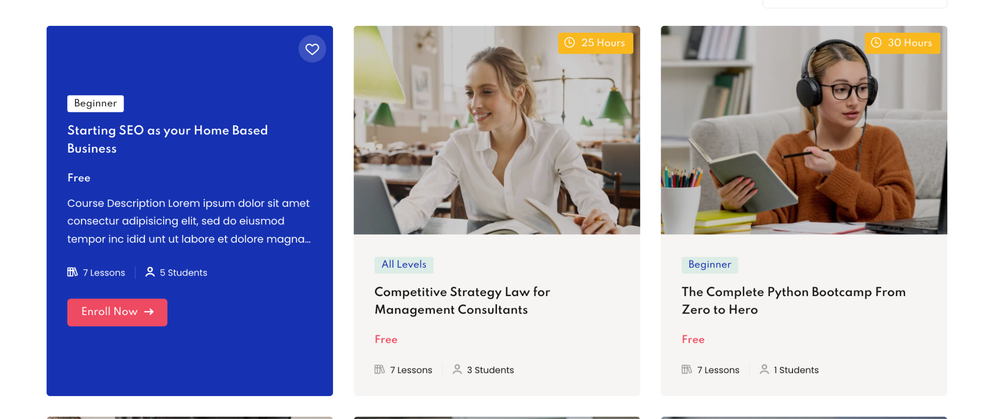 Beginner
Starting SEO as your Home Based
Business
Free
Course Description Lorem ipsum dolor sit amet
consectur adipisicing elit, sed do eiusmod
tempor inc idid unt ut labore et dolore magna...
7 Lessons
5 Students
Enroll Now
25 Hours
All Levels
Competitive Strategy Law for
Management Consultants
Free
7 Lessons
3 Students
30 Hours
Beginner
The Complete Python Bootcamp From
Zero to Hero
Free
7 Lessons
1 Students